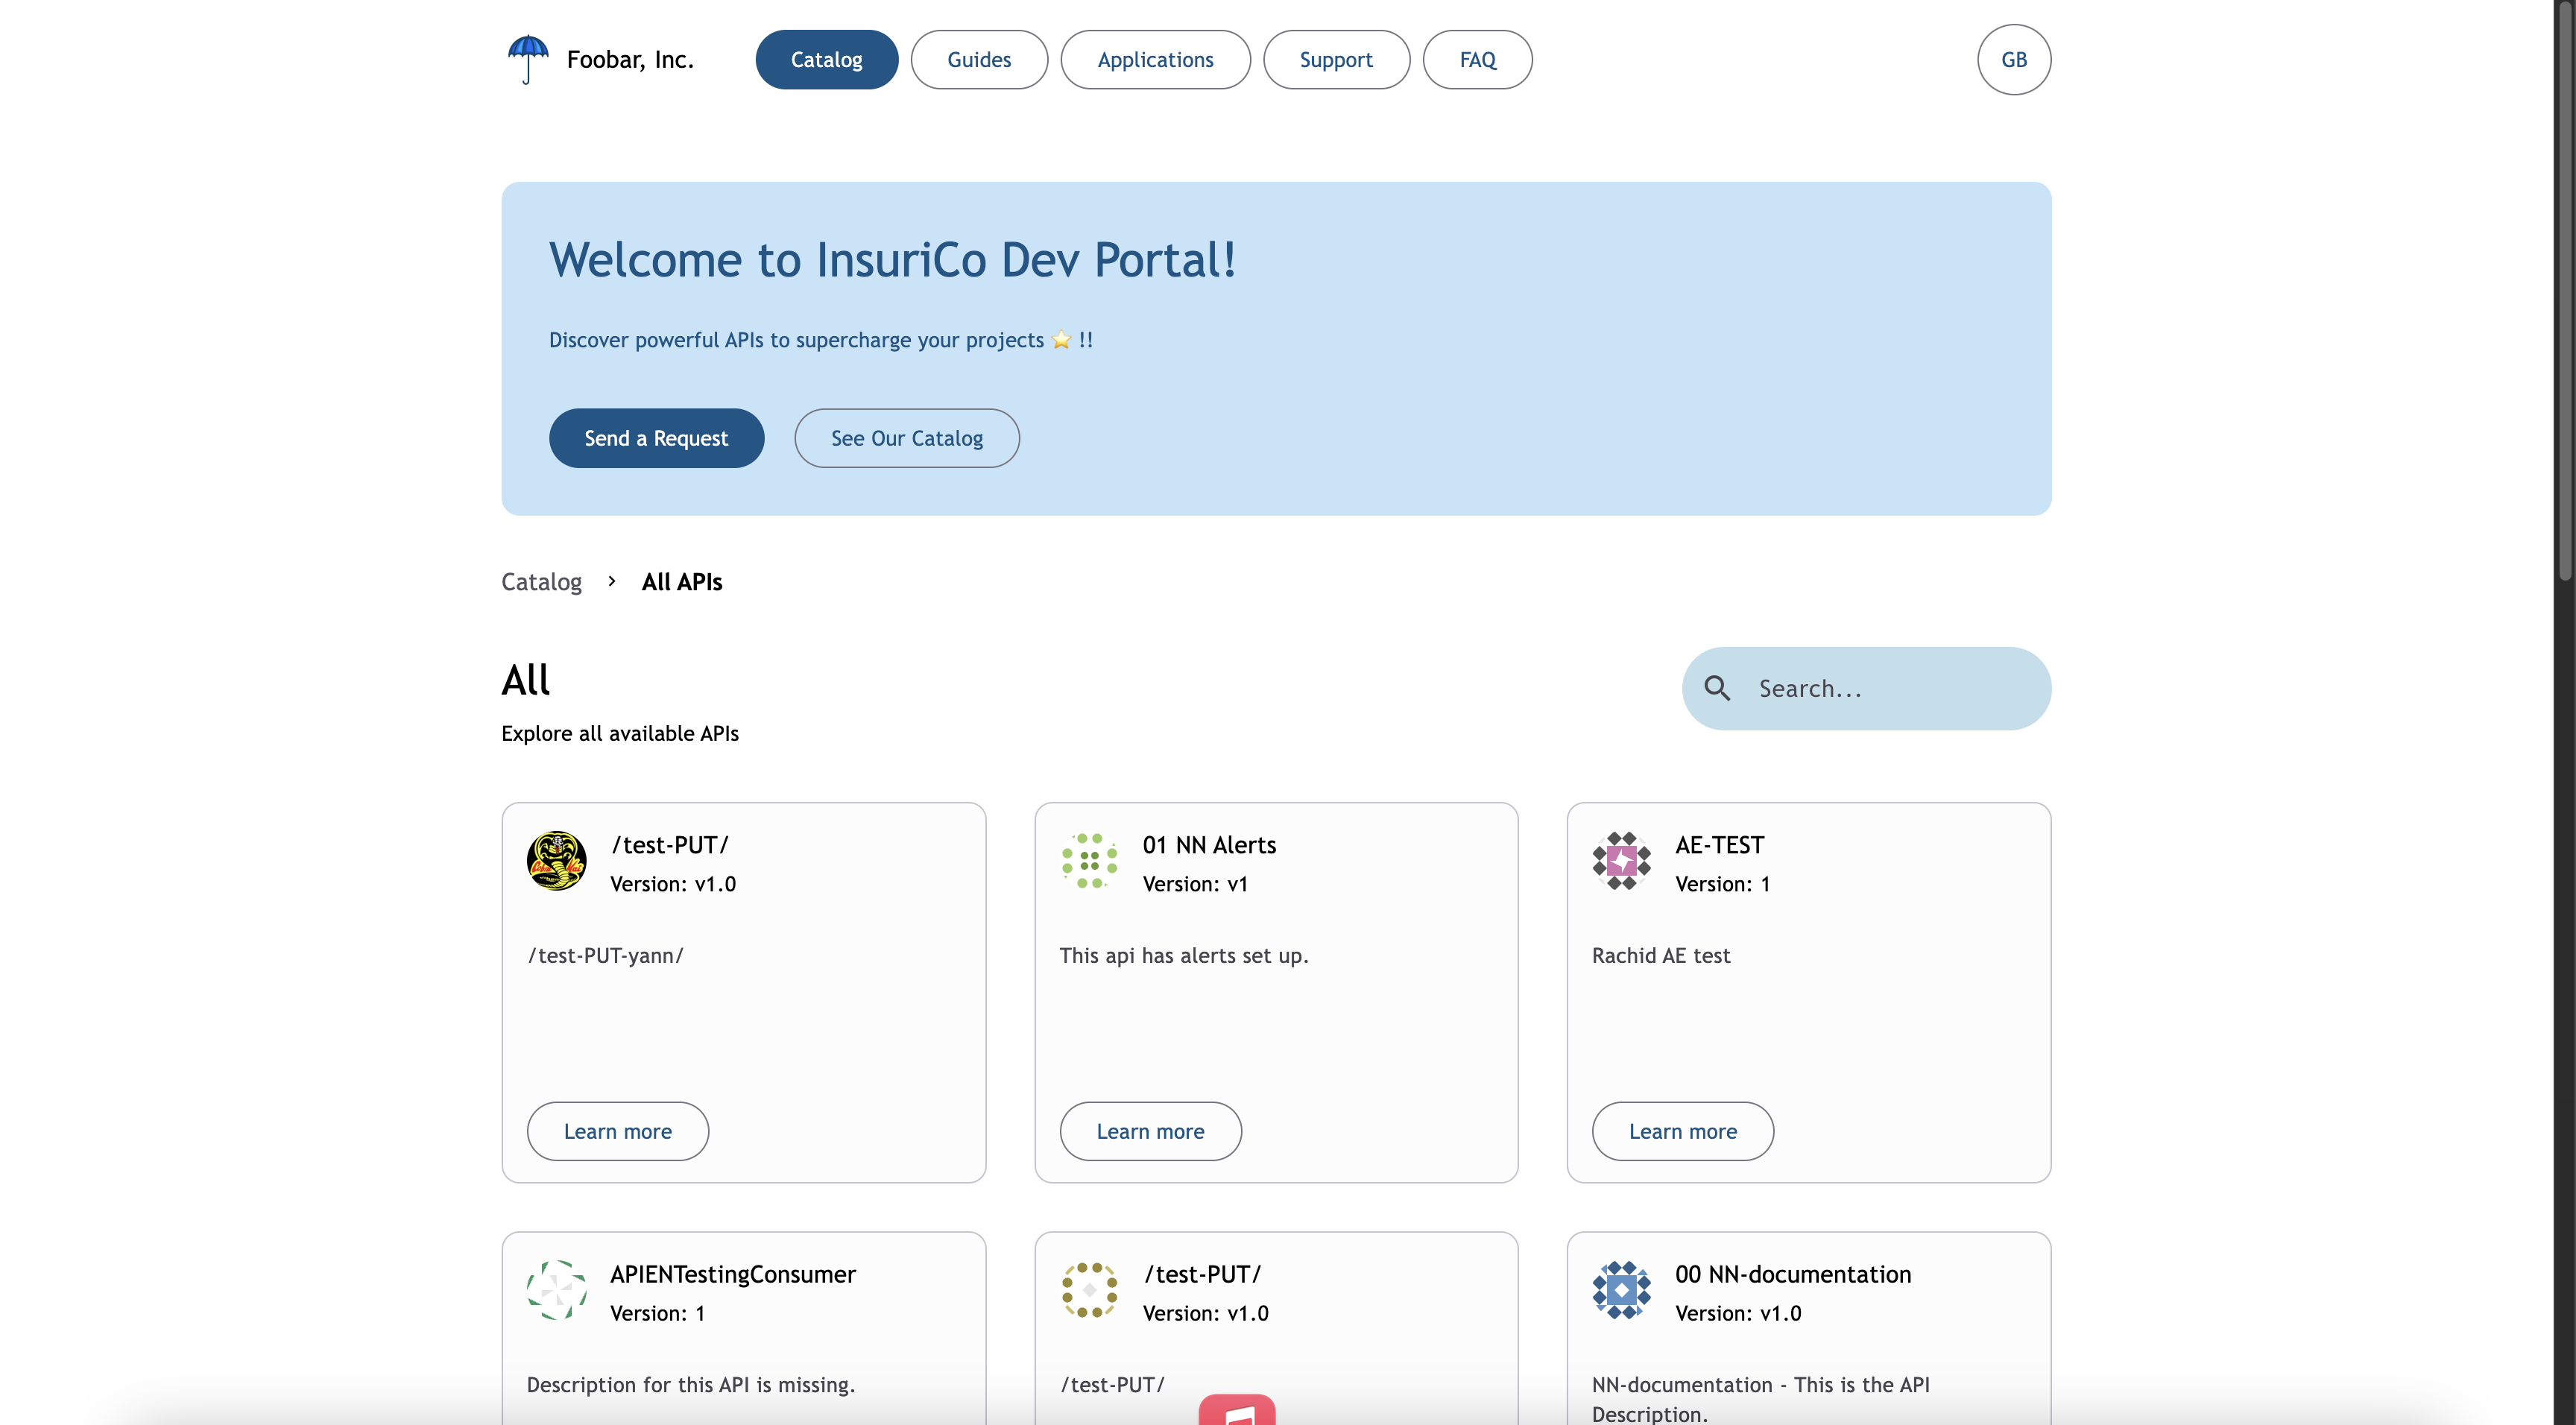 Foobar, Inc.
Catalog
Guides
Applications
Support
FAQ
GB
Welcome to InsuriCo Dev Portal!
Discover powerful APIs to supercharge your projects ⭐ !!
Send a Request
See Our Catalog
Catalog > All APIs
All
Search...
Explore all available APIs
/test-PUT/
Version: v1.0
/test-PUT-yann/
Learn more
01 NN Alerts
Version: v1
This api has alerts set up.
Learn more
AE-TEST
Version: 1
Rachid AE test
Learn more
APIENTestingConsumer
Version: 1
Description for this API is missing.
/test-PUT/
Version: v1.0
/test-PUT/
00 NN-documentation
Version: v1.0
NN-documentation - This is the API
Description.